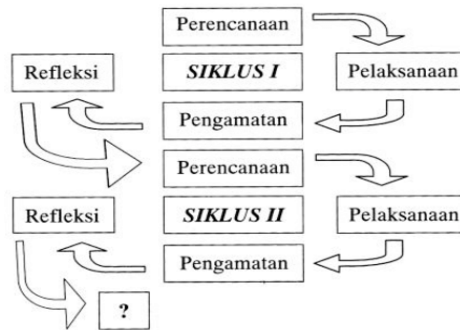 Perencanaan
Refleksi
SIKLUS I
Pelaksanaan
Pengamatan
Perencanaan
Refleksi
SIKLUS II
Pelaksanaan
Pengamatan
?